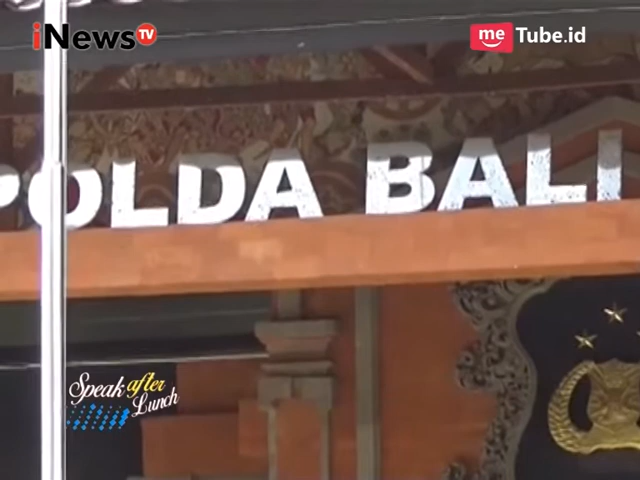 iNews TV
me Tube.id
POLDA BALI
Speak after
Lunch